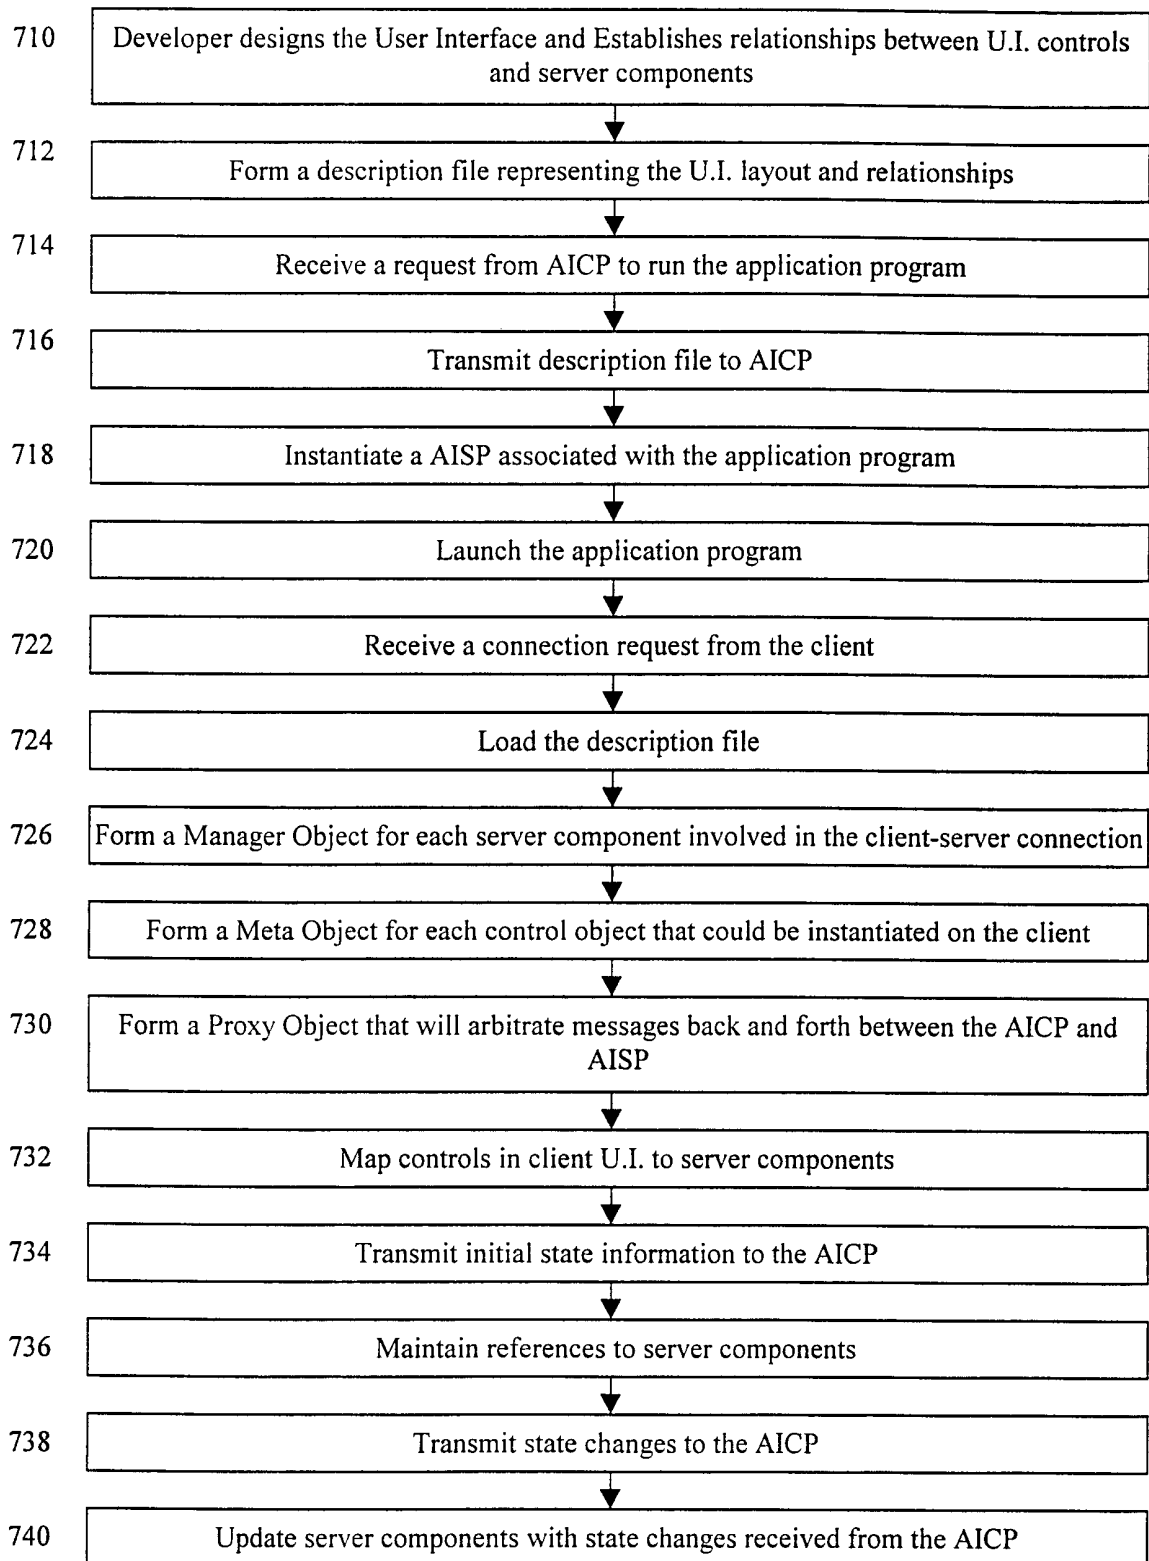 710
Developer designs the User Interface and Establishes relationships between U.I. controls
and server components
712
Form a description file representing the U.I. layout and relationships
714
Receive a request from AICP to run the application program
716
Transmit description file to AICP
718
Instantiate a AISP associated with the application program
720
Launch the application program
722
Receive a connection request from the client
724
Load the description file
726
Form a Manager Object for each server component involved in the client-server connection
728
Form a Meta Object for each control object that could be instantiated on the client
730
Form a Proxy Object that will arbitrate messages back and forth between the AICP and
AISP
732
Map controls in client U.I. to server components
734
Transmit initial state information to the AICP
736
Maintain references to server components
738
Transmit state changes to the AICP
740
Update server components with state changes received from the AICP